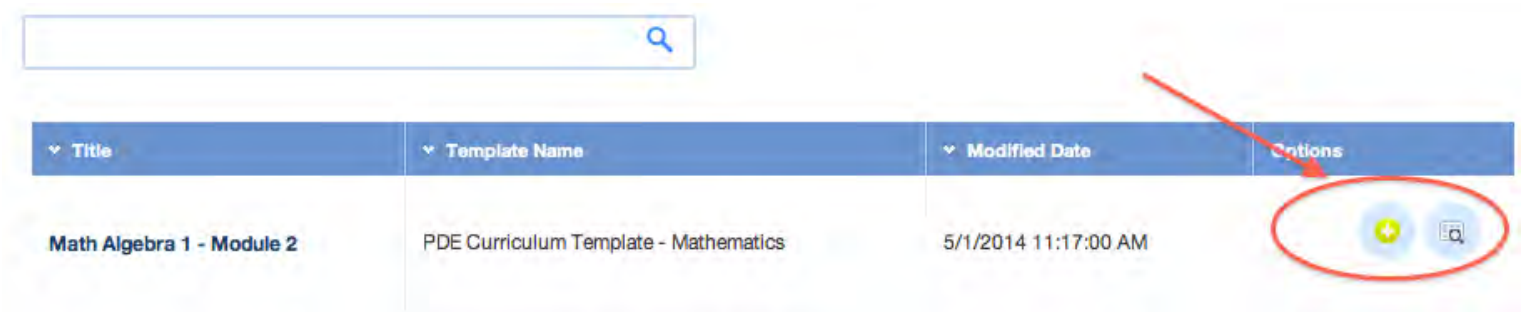 Title Template Name Modified Date Options
Math Algebra 1 - Module 2 PDE Curriculum Template - Mathematics 5/1/2014 11:17:00 AM